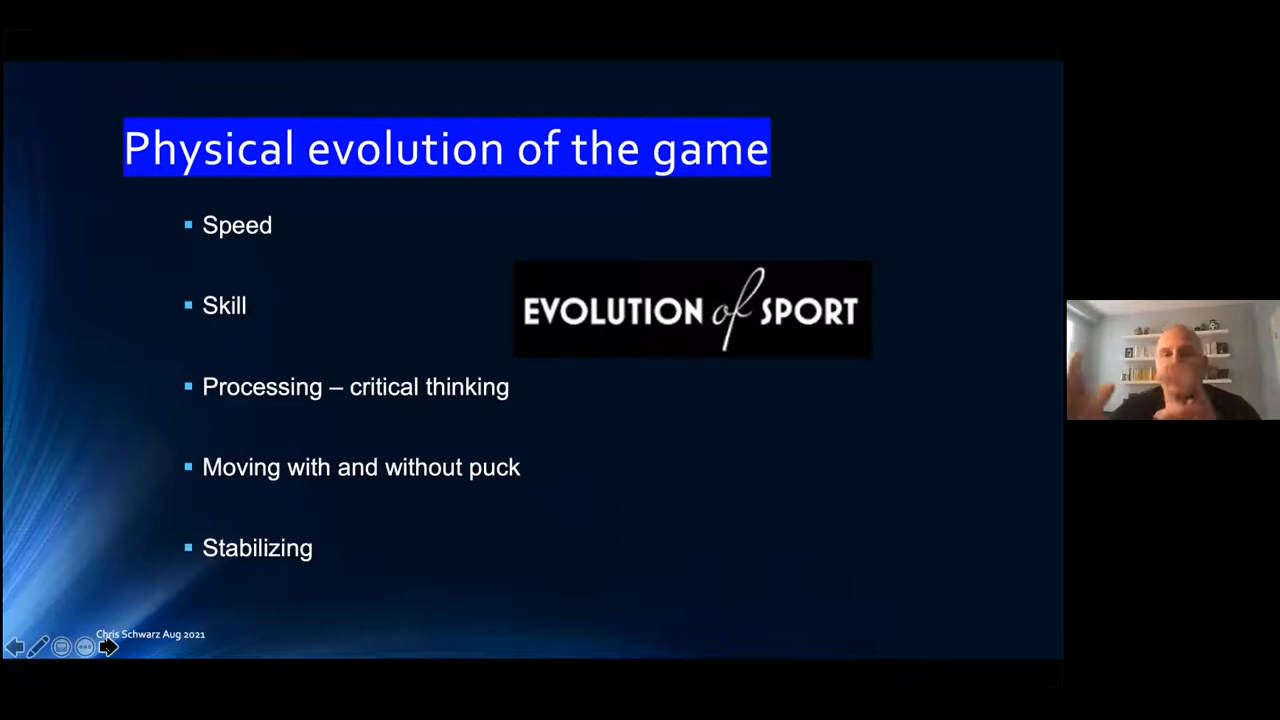 Physical evolution of the game
Speed
Skill
EVOLUTION of SPORT
Processing – critical thinking
Moving with and without puck
Stabilizing
Chris Schwarz Aug 2021